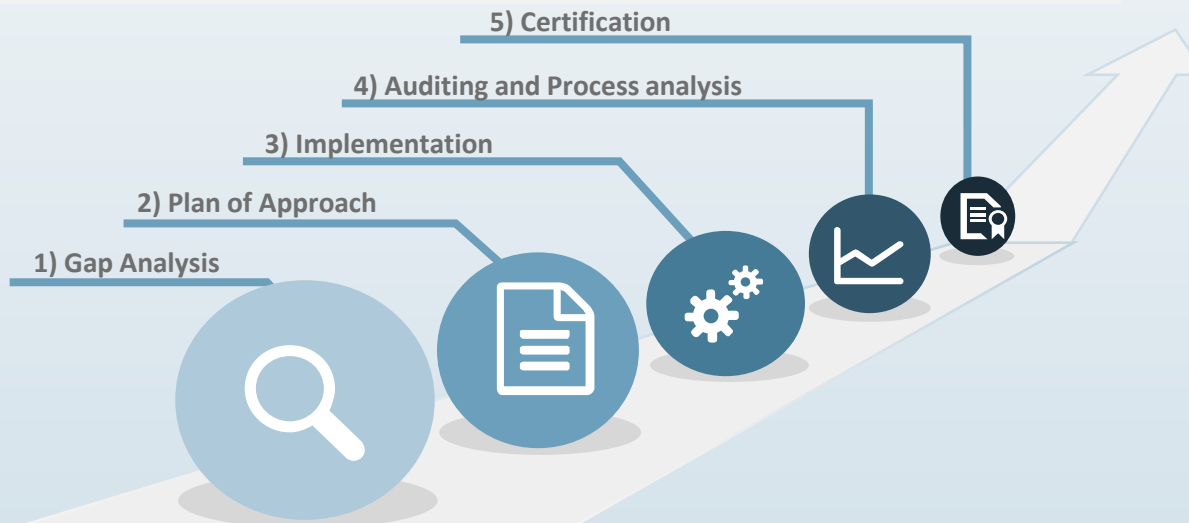 5) Certification
4) Auditing and Process analysis
3) Implementation
2) Plan of Approach
1) Gap Analysis